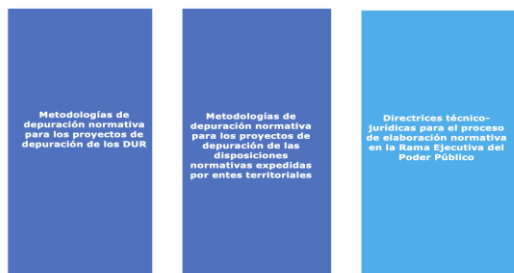 Metodologías de
depuración normativa
para los proyectos de
depuración de los DUR
Metodologías de
depuración normativa
para los proyectos de
depuración de las
disposiciones
normativas expedidas
por entes territoriales
Directrices técnico-
jurídicas para el proceso
de elaboración normativa
en la Rama Ejecutiva del
Poder Público